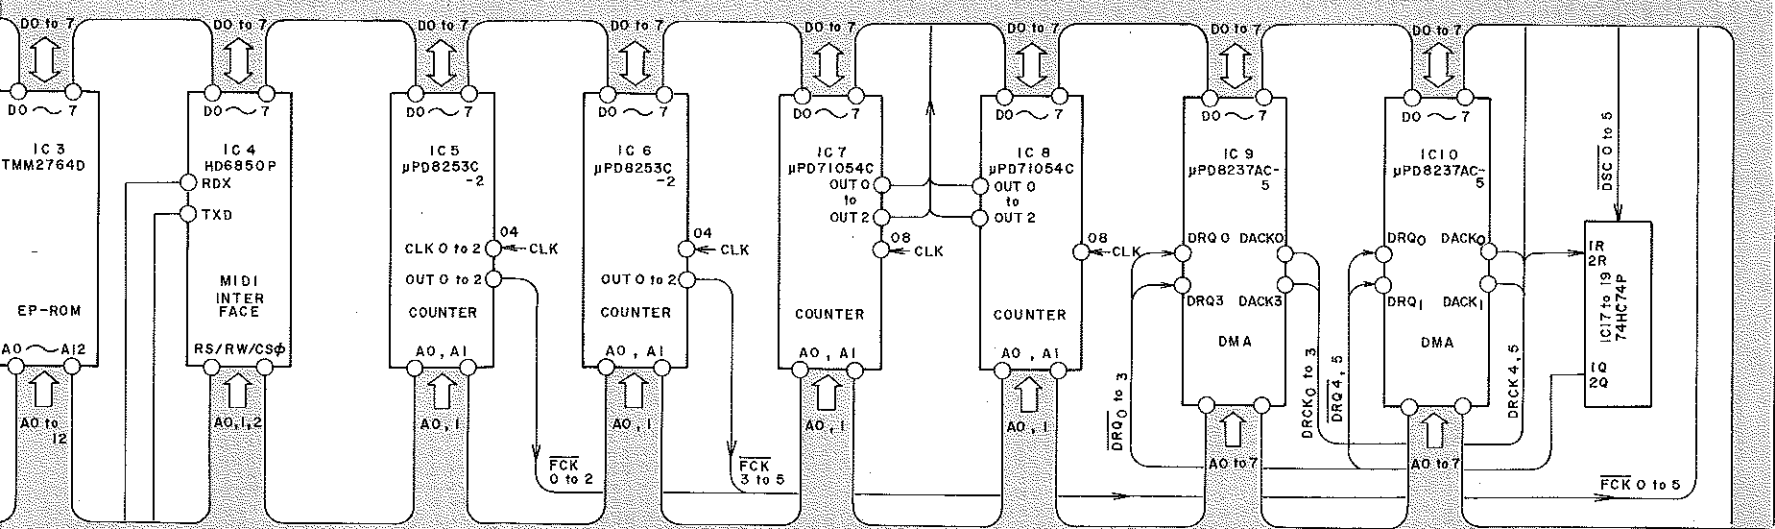 D0 to 7
D0 to 7
D0 to 7
D0 to 7
D0 to 7
D0 to 7
D0 to 7
D0 to 7
D0 ~ 7
D0 ~ 7
D0 ~ 7
D0 ~ 7
D0 ~ 7
D0 ~ 7
D0 ~ 7
D0 ~ 7
IC 3
TMM2764D
EP-ROM
A0 ~ A12
A0 to 12
IC 4
HD6850P
RDX
TXD
MIDI
INTER
FACE
RS/RW/CSϕ
A0,1,2
IC 5
µPD8253C
-2
04
CLK 0 to 2
CLK
OUT 0 to 2
COUNTER
A0, A1
A0,1
FCK
0 to 2
IC 6
µPD8253C
-2
04
CLK
OUT 0 to 2
COUNTER
A0, A1
A0,1
FCK
3 to 5
IC 7
µPD71054C
OUT 0
to
OUT 2
08
CLK
COUNTER
A0, A1
A0,1
IC 8
µPD71054C
OUT 0
to
OUT 2
08
CLK
COUNTER
A0, A1
A0,1
IC 9
µPD8237AC-
5
DRQ0 DACK0
DRQ3 DACK3
DMA
DRQ0 to 3
A0 to 7
DRCK0 to 3
IC10
µPD8237AC-
5
DRQ0 DACK0
DRQ1 DACK1
DMA
DRQ4, 5
A0 to 7
DRCK4, 5
DSC 0 to 5
1R
2R
IC17 to 19
74HC74P
1Q
2Q
FCK 0 to 5